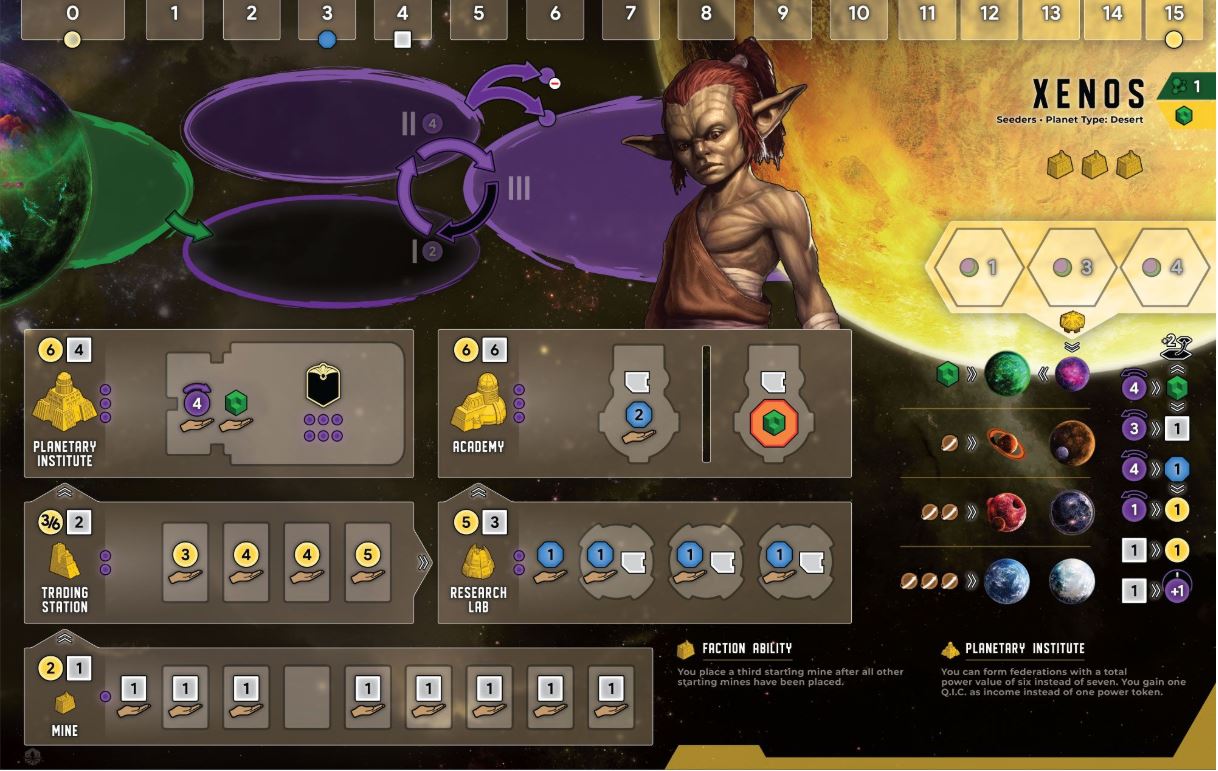 0 1 2 3 4 5 6 7 8 9 10 11 12 13 14 15
XENOS
1
Seeders · Planet Type: Desert
II 4
III
I 2
1 3 4
6 4
PLANETARY
INSTITUTE
4
6 6
ACADEMY
2
3/6 2
TRADING
STATION
3 4 4 5
5 3
RESEARCH
LAB
1 1 1 1
2 1
MINE
1 1 1 1 1 1 1 1
+2
4
3 1
4 1
1 1
1 1
1 +1
FACTION ABILITY
You place a third starting mine after all other
starting mines have been placed.
PLANETARY INSTITUTE
You can form federations with a total
power value of six instead of seven. You gain one
Q.I.C. as income instead of one power token.